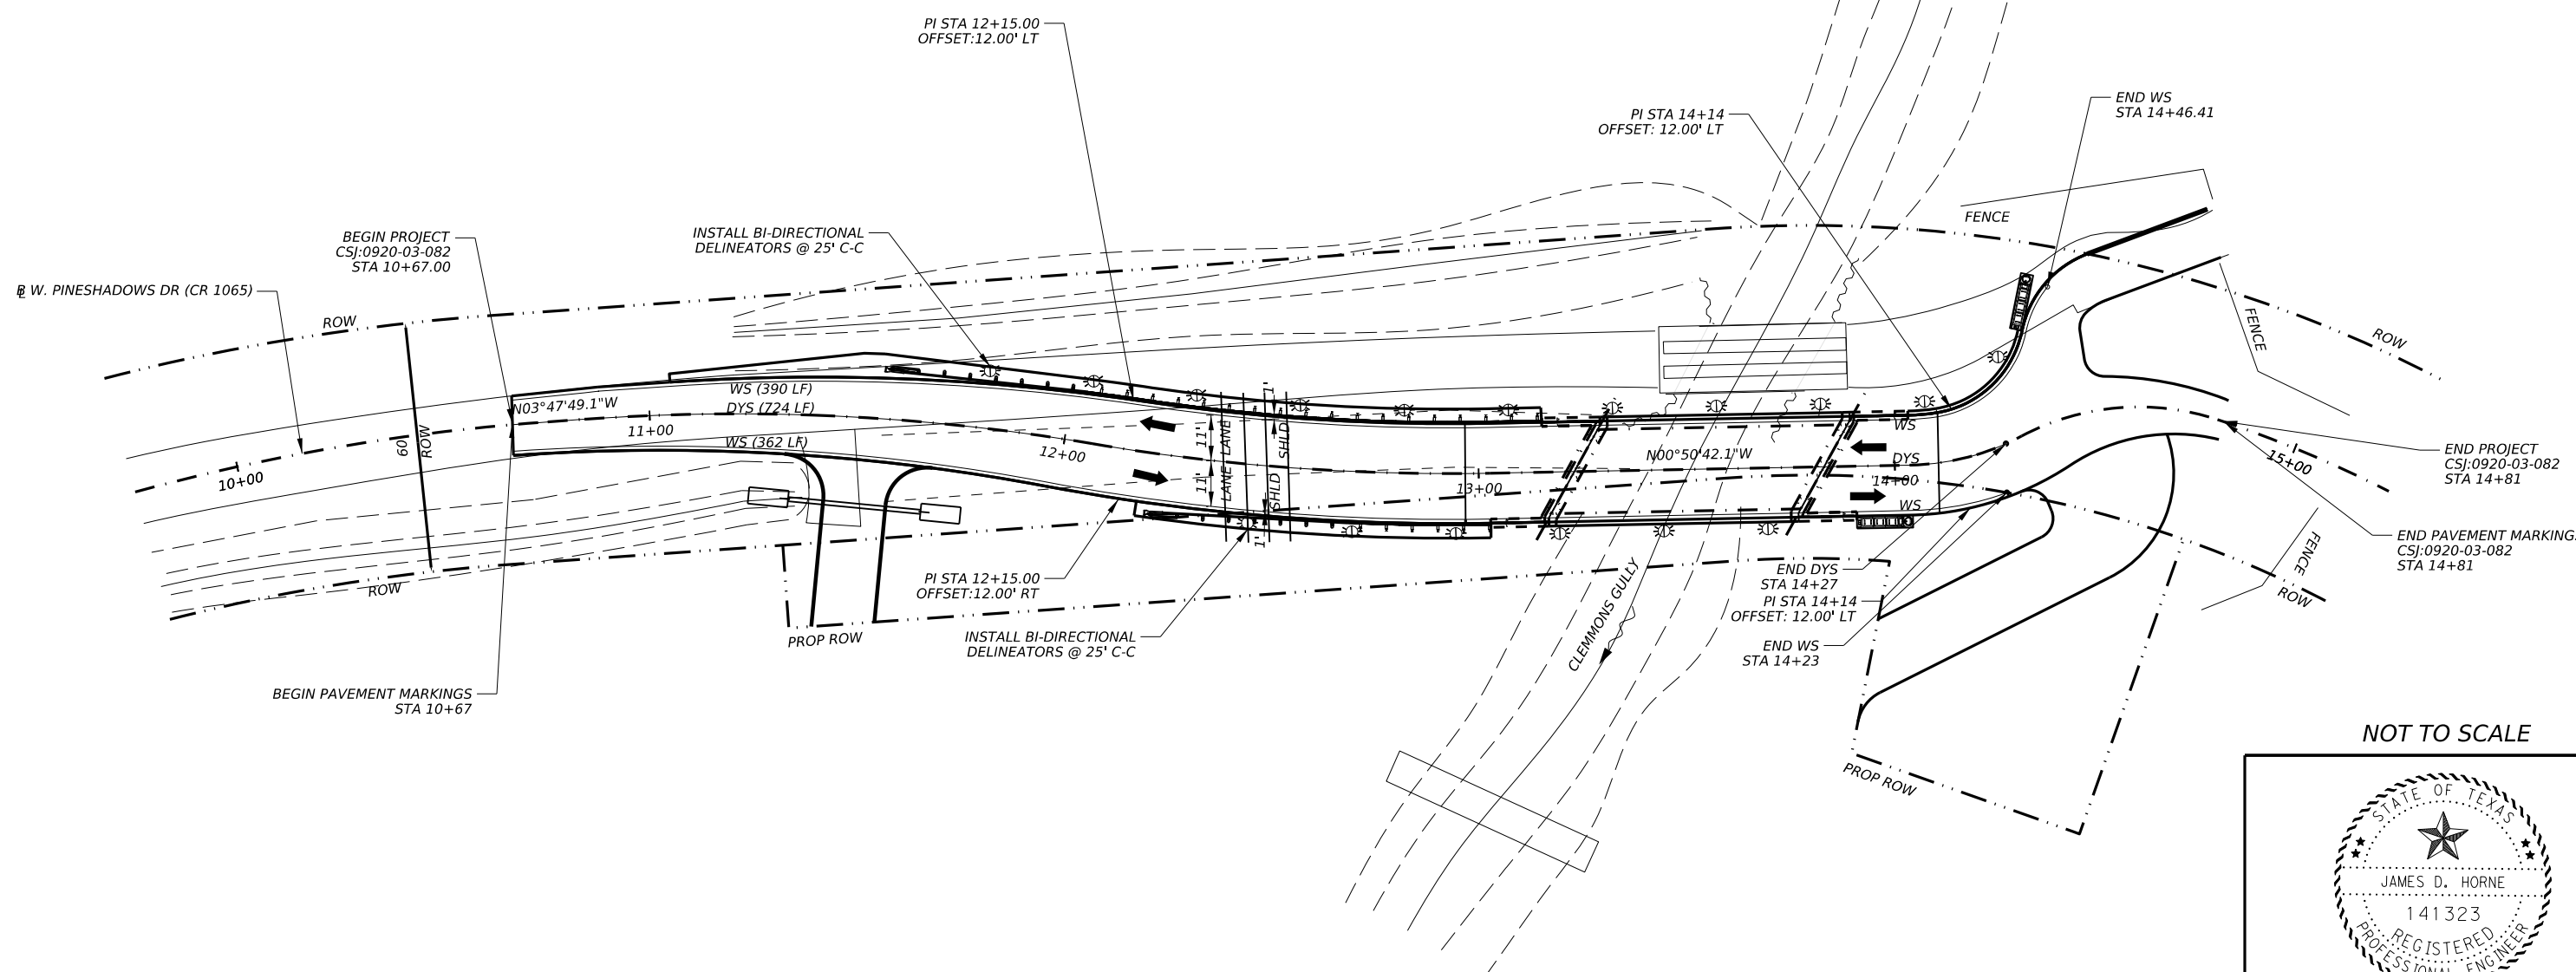 PI STA 12+15.00
OFFSET:12.00' LT
PI STA 14+14
OFFSET: 12.00' LT
END WS
STA 14+46.41
BEGIN PROJECT
CSJ:0920-03-082
STA 10+67.00
INSTALL BI-DIRECTIONAL
DELINEATORS @ 25' C-C
FENCE
W. PINESHADOWS DR (CR 1065)
ROW
FENCE
ROW
60'
ROW
N03°47'49.1"W
WS (390 LF)
DYS (724 LF)
WS (362 LF)
10+00
11+00
12+00
11'
LANE
11'
LANE
1'
SHLD
SHLD
1'
13+00
N00°50'42.1"W
WS
DYS
14+00
WS
15+00
END PROJECT
CSJ:0920-03-082
STA 14+81
END PAVEMENT MARKING
CSJ:0920-03-082
STA 14+81
FENCE
ROW
ROW
PI STA 12+15.00
OFFSET:12.00' RT
INSTALL BI-DIRECTIONAL
DELINEATORS @ 25' C-C
PROP ROW
CLEMMONS GULLY
END DYS
STA 14+27
PI STA 14+14
OFFSET: 12.00' LT
END WS
STA 14+23
BEGIN PAVEMENT MARKINGS
STA 10+67
PROP ROW
NOT TO SCALE
STATE OF TEXAS
JAMES D. HORNE
141323
REGISTERED
PROFESSIONAL ENGINEER